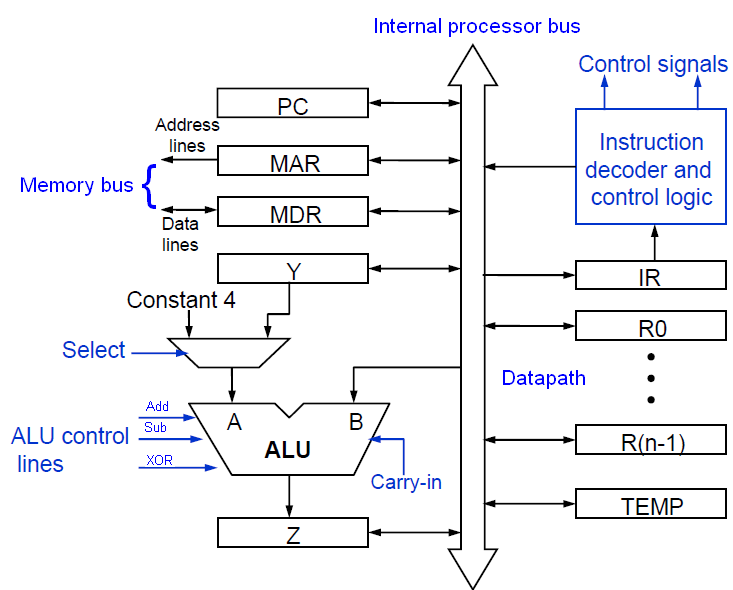 Internal processor bus
Control signals
PC
Address
lines
MAR
Memory bus
MDR
Data
lines
Y
Constant 4
Select
A
B
ALU
Add
Sub
XOR
ALU control
lines
Carry-in
Z
Instruction
decoder and
control logic
IR
R0
Datapath
R(n-1)
TEMP